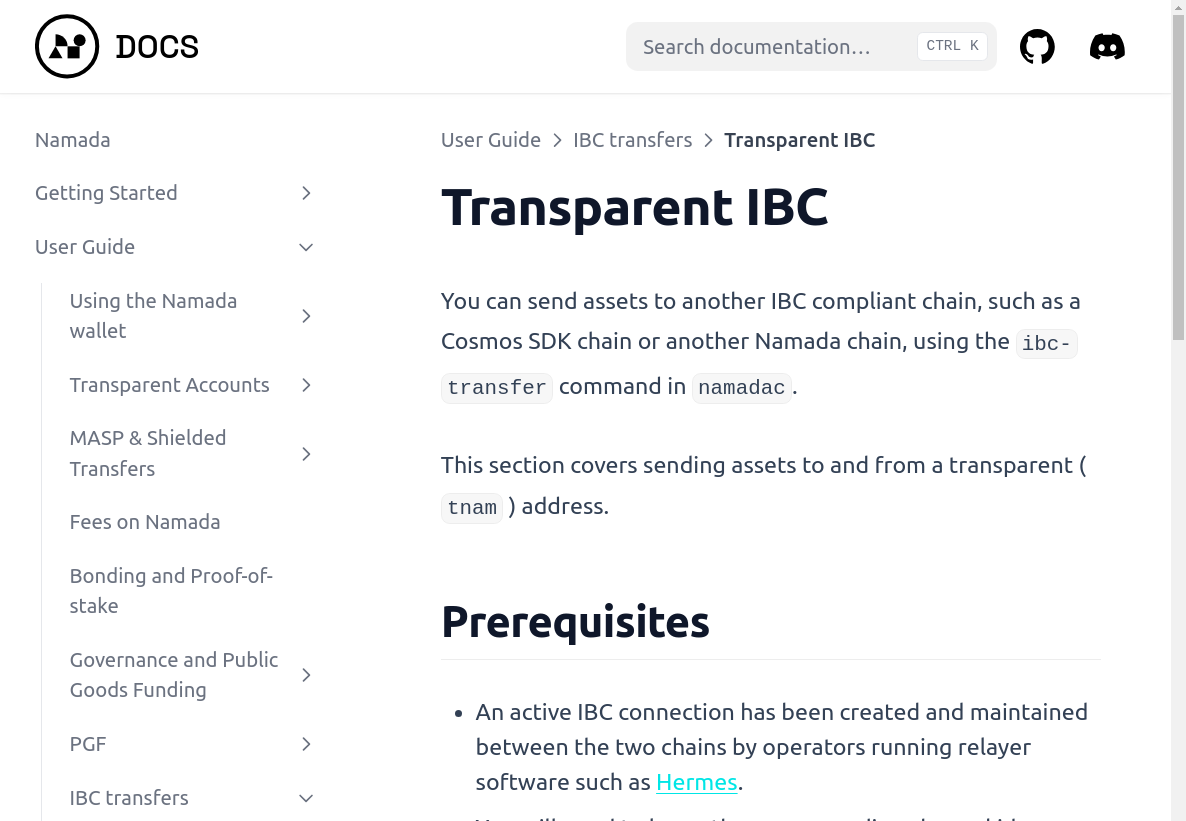 DOCS
Search documentation…
CTRL K
Namada
Getting Started
User Guide
Using the Namada
wallet
Transparent Accounts
MASP & Shielded
Transfers
Fees on Namada
Bonding and Proof-of-
stake
Governance and Public
Goods Funding
PGF
IBC transfers
User Guide
IBC transfers
Transparent IBC
Transparent IBC
You can send assets to another IBC compliant chain, such as a
Cosmos SDK chain or another Namada chain, using the ibc-
transfer command in namadac.
This section covers sending assets to and from a transparent (
tnam ) address.
Prerequisites
• An active IBC connection has been created and maintained
between the two chains by operators running relayer
software such as Hermes.